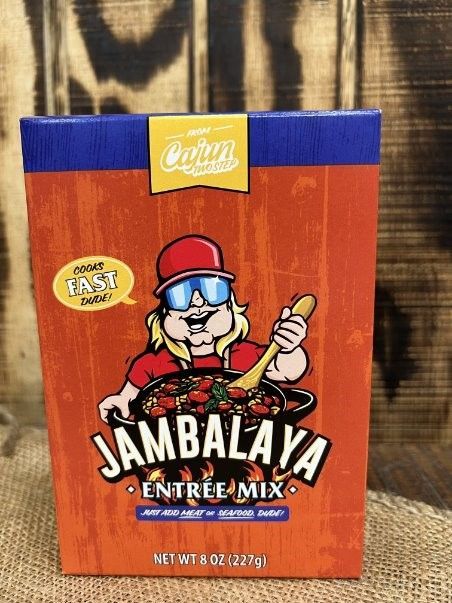 FROM
Cajun
TWO STEP
COOKS
FAST
DUDE!
JAMBALAYA
• ENTRÉE MIX •
JUST ADD MEAT OR SEAFOOD, DUDE!
NET WT 8 OZ (227g)